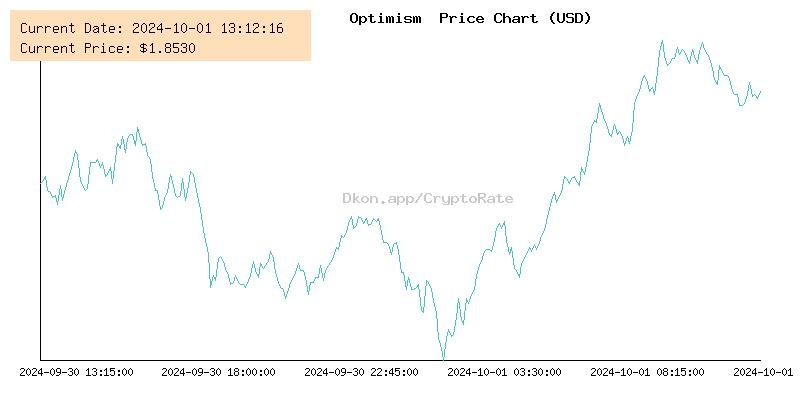 Optimism  Price Chart (USD)
Current Date: 2024-10-01 13:12:16
Current Price: $1.8530
Dkon.app/CryptoRate
2024-09-30 13:15:00 2024-09-30 18:00:00 2024-09-30 22:45:00 2024-10-01 03:30:00 2024-10-01 08:15:00 2024-10-01